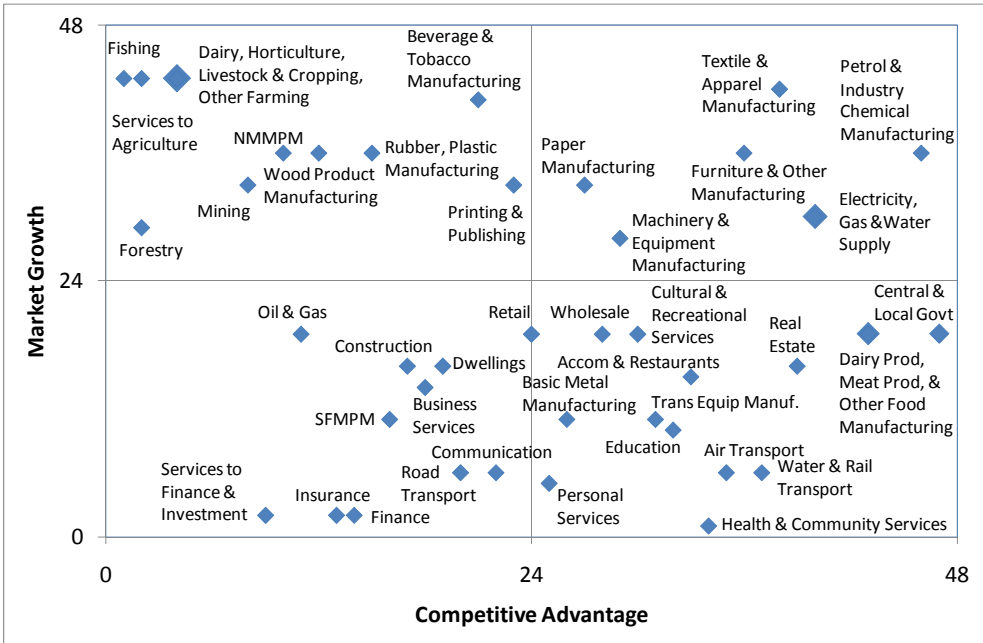 48
Fishing
Dairy, Horticulture,
Livestock & Cropping,
Other Farming
Beverage &
Tobacco
Manufacturing
Textile &
Apparel
Manufacturing
Petrol &
Industry
Chemical
Manufacturing
Services to
Agriculture
NMMPM
Wood Product
Manufacturing
Rubber, Plastic
Manufacturing
Paper
Manufacturing
Furniture & Other
Manufacturing
Mining
Printing &
Publishing
Machinery &
Equipment
Manufacturing
Electricity,
Gas &Water
Supply
Forestry
Market Growth
24
Oil & Gas
Retail
Wholesale
Cultural &
Recreational
Services
Real
Estate
Central &
Local Govt
Construction
Dwellings
Accom & Restaurants
Dairy Prod,
Meat Prod, &
Other Food
Manufacturing
Business
Services
SFMPM
Basic Metal
Manufacturing
Trans Equip Manuf.
Education
Communication
Road
Transport
Air Transport
Water & Rail
Transport
Services to
Finance &
Investment
Insurance
Finance
Personal
Services
Health & Community Services
0
0
24
48
Competitive Advantage